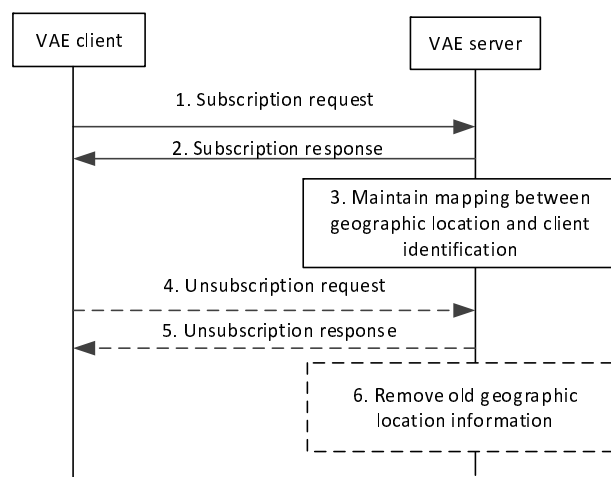 VAE client
VAE server
1. Subscription request
2. Subscription response
3. Maintain mapping between
geographic location and client
identification
4. Unsubscription request
5. Unsubscription response
6. Remove old geographic
location information